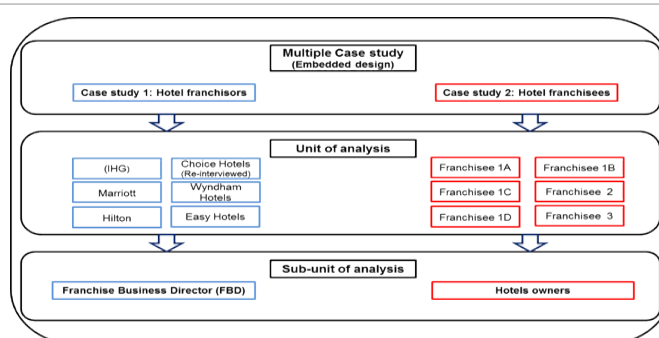 Multiple Case study
(Embedded design)
Case study 1: Hotel franchisors
Case study 2: Hotel franchisees
Unit of analysis
(IHG)
Choice Hotels
(Re-interviewed)
Franchisee 1A
Franchisee 1B
Marriott
Wyndham
Hotels
Franchisee 1C
Franchisee 2
Hilton
Easy Hotels
Franchisee 1D
Franchisee 3
Sub-unit of analysis
Franchise Business Director (FBD)
Hotels owners